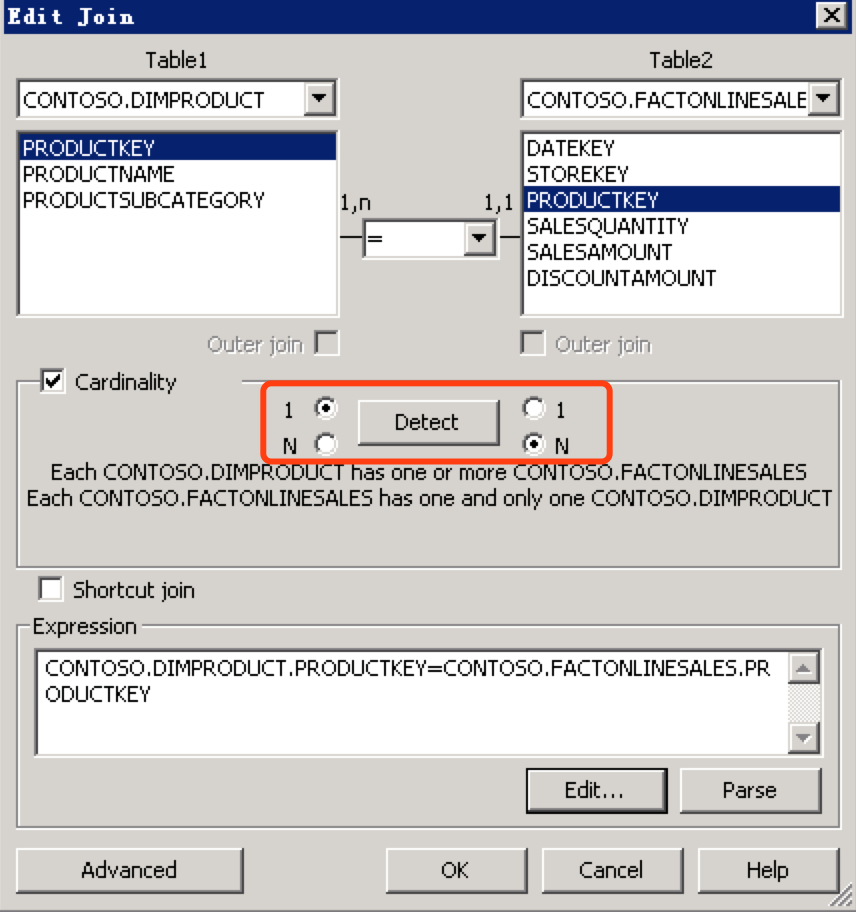 Edit Join
Table1 Table2
CONTOSO.DIMPRODUCT CONTOSO.FACTONLINESALE
PRODUCTKEY
PRODUCTNAME
PRODUCTSUBCATEGORY
1,n
=
1,1
DATEKEY
STOREKEY
PRODUCTKEY
SALESQUANTITY
SALESAMOUNT
DISCOUNTAMOUNT
Outer join Outer join
Cardinality
1 Detect 1
N N
Each CONTOSO.DIMPRODUCT has one or more CONTOSO.FACTONLINESALES
Each CONTOSO.FACTONLINESALES has one and only one CONTOSO.DIMPRODUCT
Shortcut join
Expression
CONTOSO.DIMPRODUCT.PRODUCTKEY=CONTOSO.FACTONLINESALES.PR
ODUCTKEY
Edit... Parse
Advanced OK Cancel Help